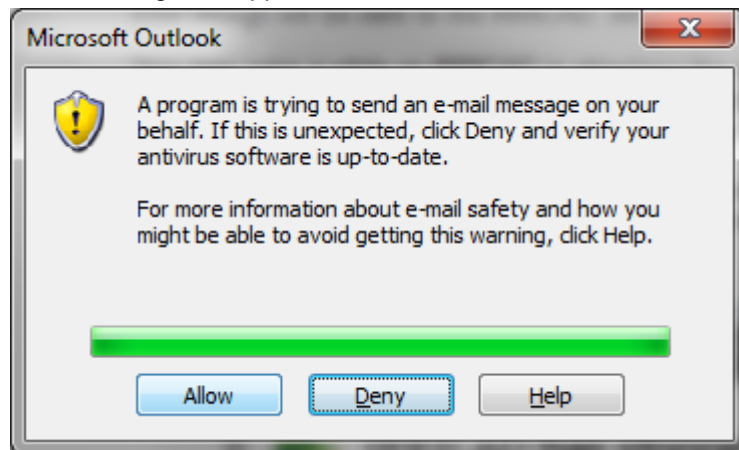 Microsoft Outlook
A program is trying to send an e-mail message on your
behalf. If this is unexpected, click Deny and verify your
antivirus software is up-to-date.
For more information about e-mail safety and how you
might be able to avoid getting this warning, click Help.
Allow Deny Help